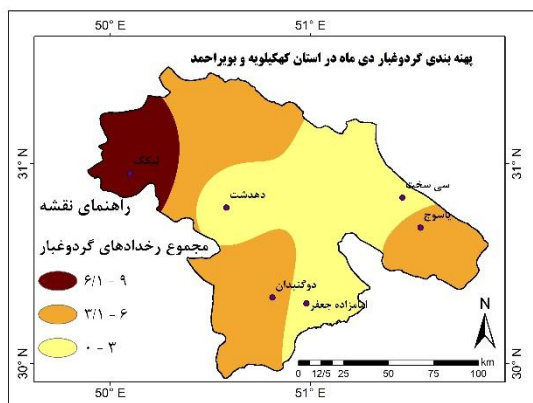 50° E 51° E
پهنه بندی گردوغبار دی ماه در استان کهکیلویه و بویراحمد
31° N 31° N
لیکک
سی سخت
دهدشت
یاسوج
راهنمای نقشه
مجموع رخدادهای گردوغبار
دوگنبدان
امامزاده جعفر
۶/۱ - ۹
۳/۱ - ۶
۰ - ۳
N
0 12/5 25 50 75 100
km
30° N 30° N
50° E 51° E